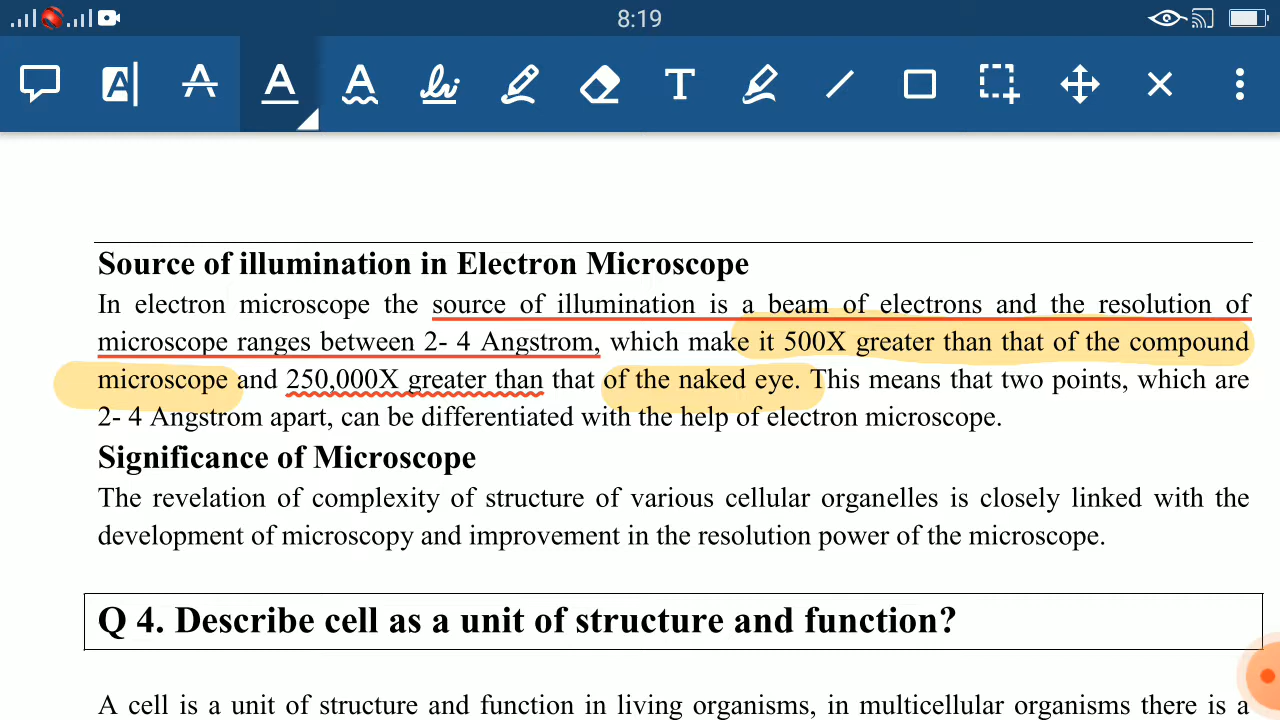 8:19
A A A A T
Source of illumination in Electron Microscope
In electron microscope the source of illumination is a beam of electrons and the resolution of
microscope ranges between 2- 4 Angstrom, which make it 500X greater than that of the compound
microscope and 250,000X greater than that of the naked eye. This means that two points, which are
2- 4 Angstrom apart, can be differentiated with the help of electron microscope.
Significance of Microscope
The revelation of complexity of structure of various cellular organelles is closely linked with the
development of microscopy and improvement in the resolution power of the microscope.
Q 4. Describe cell as a unit of structure and function?
A cell is a unit of structure and function in living organisms, in multicellular organisms there is a